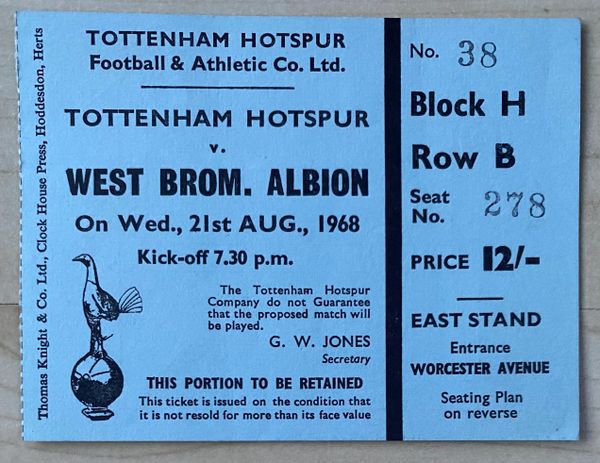 Thomas Knight & Co. Ltd., Clock House Press, Hoddesdon, Herts
TOTTENHAM HOTSPUR
Football & Athletic Co. Ltd.
TOTTENHAM HOTSPUR
v.
WEST BROM. ALBION
On Wed., 21st AUG., 1968
Kick-off 7.30 p.m.
The Tottenham Hotspur
Company do not Guarantee
that the proposed match will
be played.
G. W. JONES
Secretary
THIS PORTION TO BE RETAINED
This ticket is issued on the condition that
it is not resold for more than its face value
No. 38
Block H
Row B
Seat
No. 278
PRICE 12/-
EAST STAND
Entrance
WORCESTER AVENUE
Seating Plan
on reverse